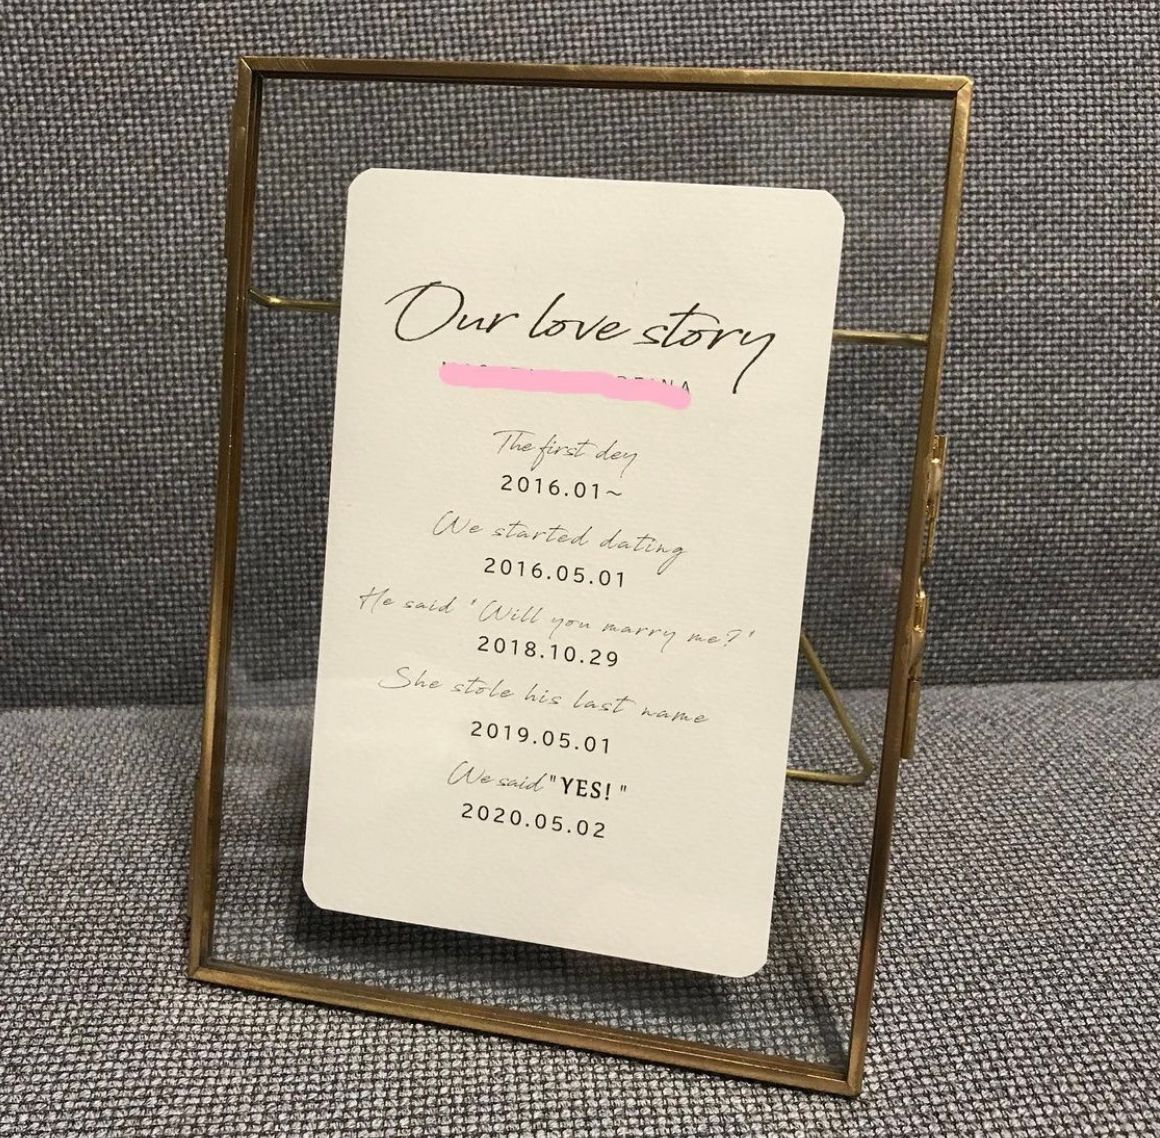 Our love story
The first dey
2016.01~
We started dating
2016.05.01
He said 'Will you marry me?'
2018.10.29
She stole his last name
2019.05.01
We said "YES! "
2020.05.02